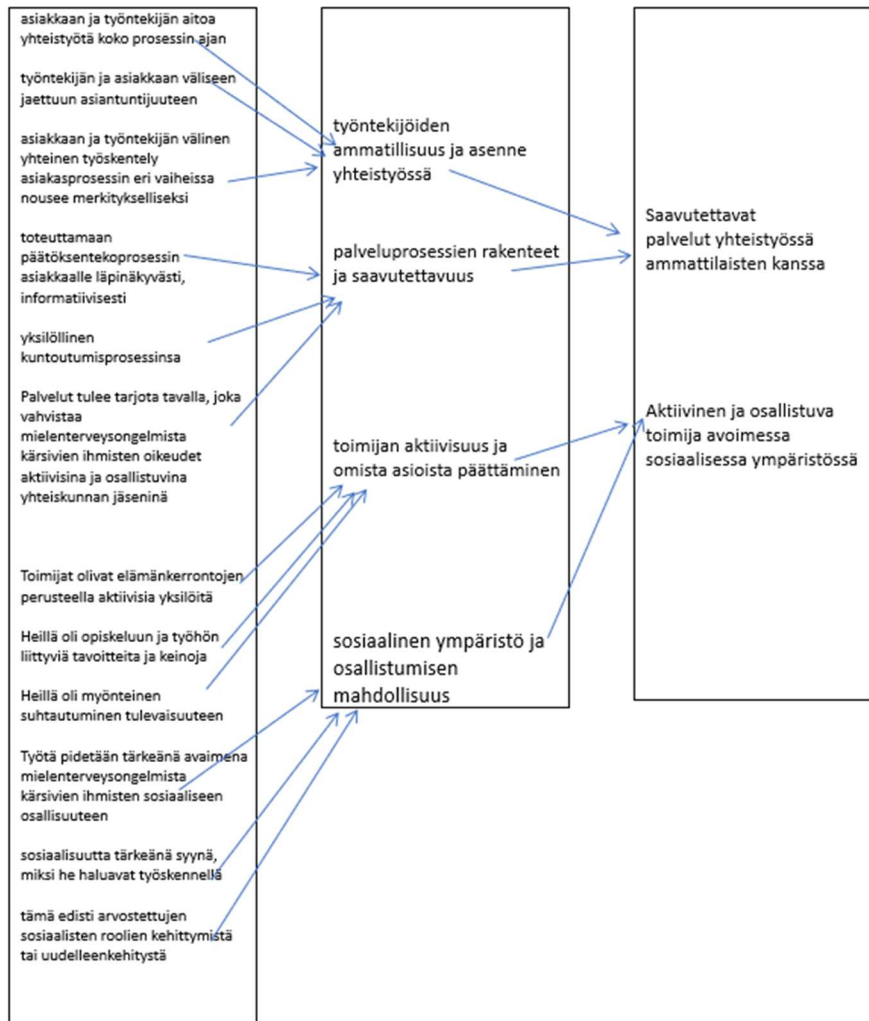 asiakkaan ja työntekijän aitoa
yhteistyötä koko prosessin ajan
työntekijän ja asiakkaan väliseen
jaettuun asiantuntijuuteen
asiakkaan ja työntekijän välinen
yhteinen työskentely
asiakasprosessin eri vaiheissa
nousee merkitykselliseksi
toteuttamaan
päätöksentekoprosessin
asiakkaalle läpinäkyvästi,
informatiivisesti
yksilöllinen
kuntoutumisprosessinsa
Palvelut tulee tarjota tavalla, joka
vahvistaa
mielenterveysongelmista
kärsivien ihmisten oikeudet
aktiivisina ja osallistuvina
yhteiskunnan jäseninä
Toimijat olivat elämänkerrontojen
perusteella aktiivisia yksilöitä
Heillä oli opiskeluun ja työhön
liittyviä tavoitteita ja keinoja
Heillä oli myönteinen
suhtautuminen tulevaisuuteen
Työtä pidetään tärkeänä avaimena
mielenterveysongelmista
kärsivien ihmisten sosiaaliseen
osallisuuteen
sosiaalisuutta tärkeänä syynä,
miksi he haluavat työskennellä
tämä edisti arvostettujen
sosiaalisten roolien kehittymistä
tai uudelleenkehitystä
työntekijöiden
ammatillisuus ja asenne
yhteistyössä
palveluprosessien rakenteet
ja saavutettavuus
toimijan aktiivisuus ja
omista asioista päättäminen
sosiaalinen ympäristö ja
osallistumisen
mahdollisuus
Saavutettavat
palvelut yhteistyössä
ammattilaisten kanssa
Aktiivinen ja osallistuva
toimija avoimessa
sosiaalisessa ympäristössä